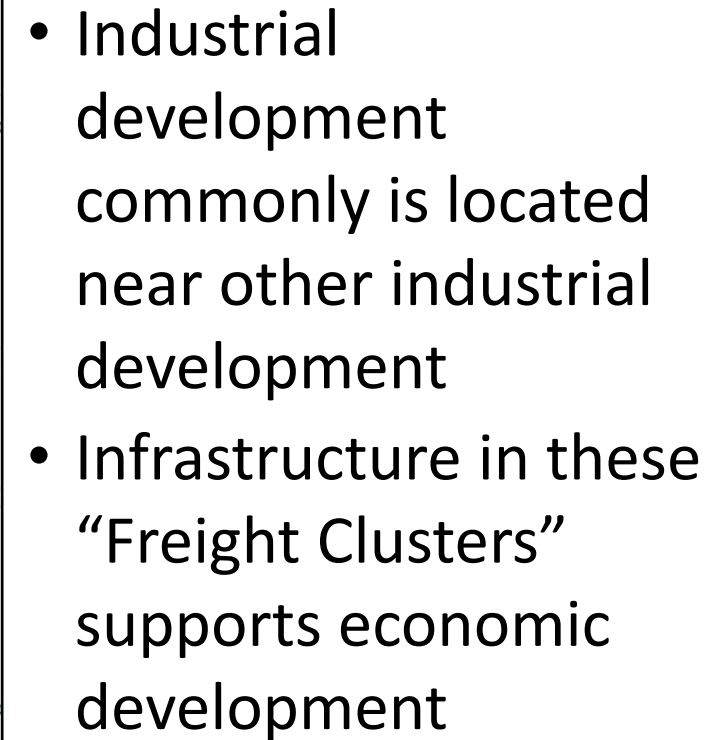 • Industrial
development
commonly is located
near other industrial
development
• Infrastructure in these
“Freight Clusters”
supports economic
development